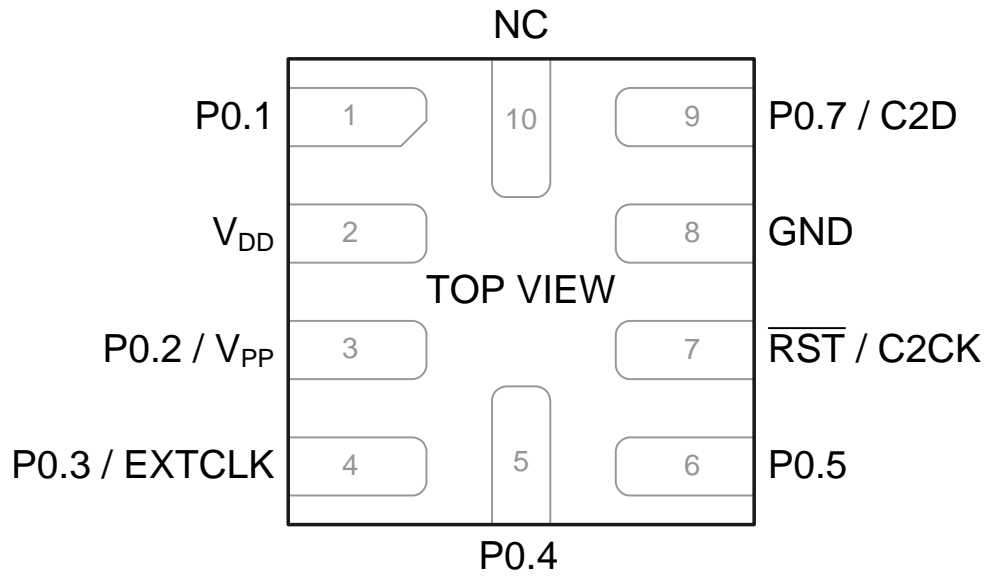 NC
P0.1 1 10 9 P0.7 / C2D
V_DD 2 8 GND
TOP VIEW
P0.2 / V_PP 3 7 R̅S̅T̅ / C2CK
P0.3 / EXTCLK 4 5 6 P0.5
P0.4